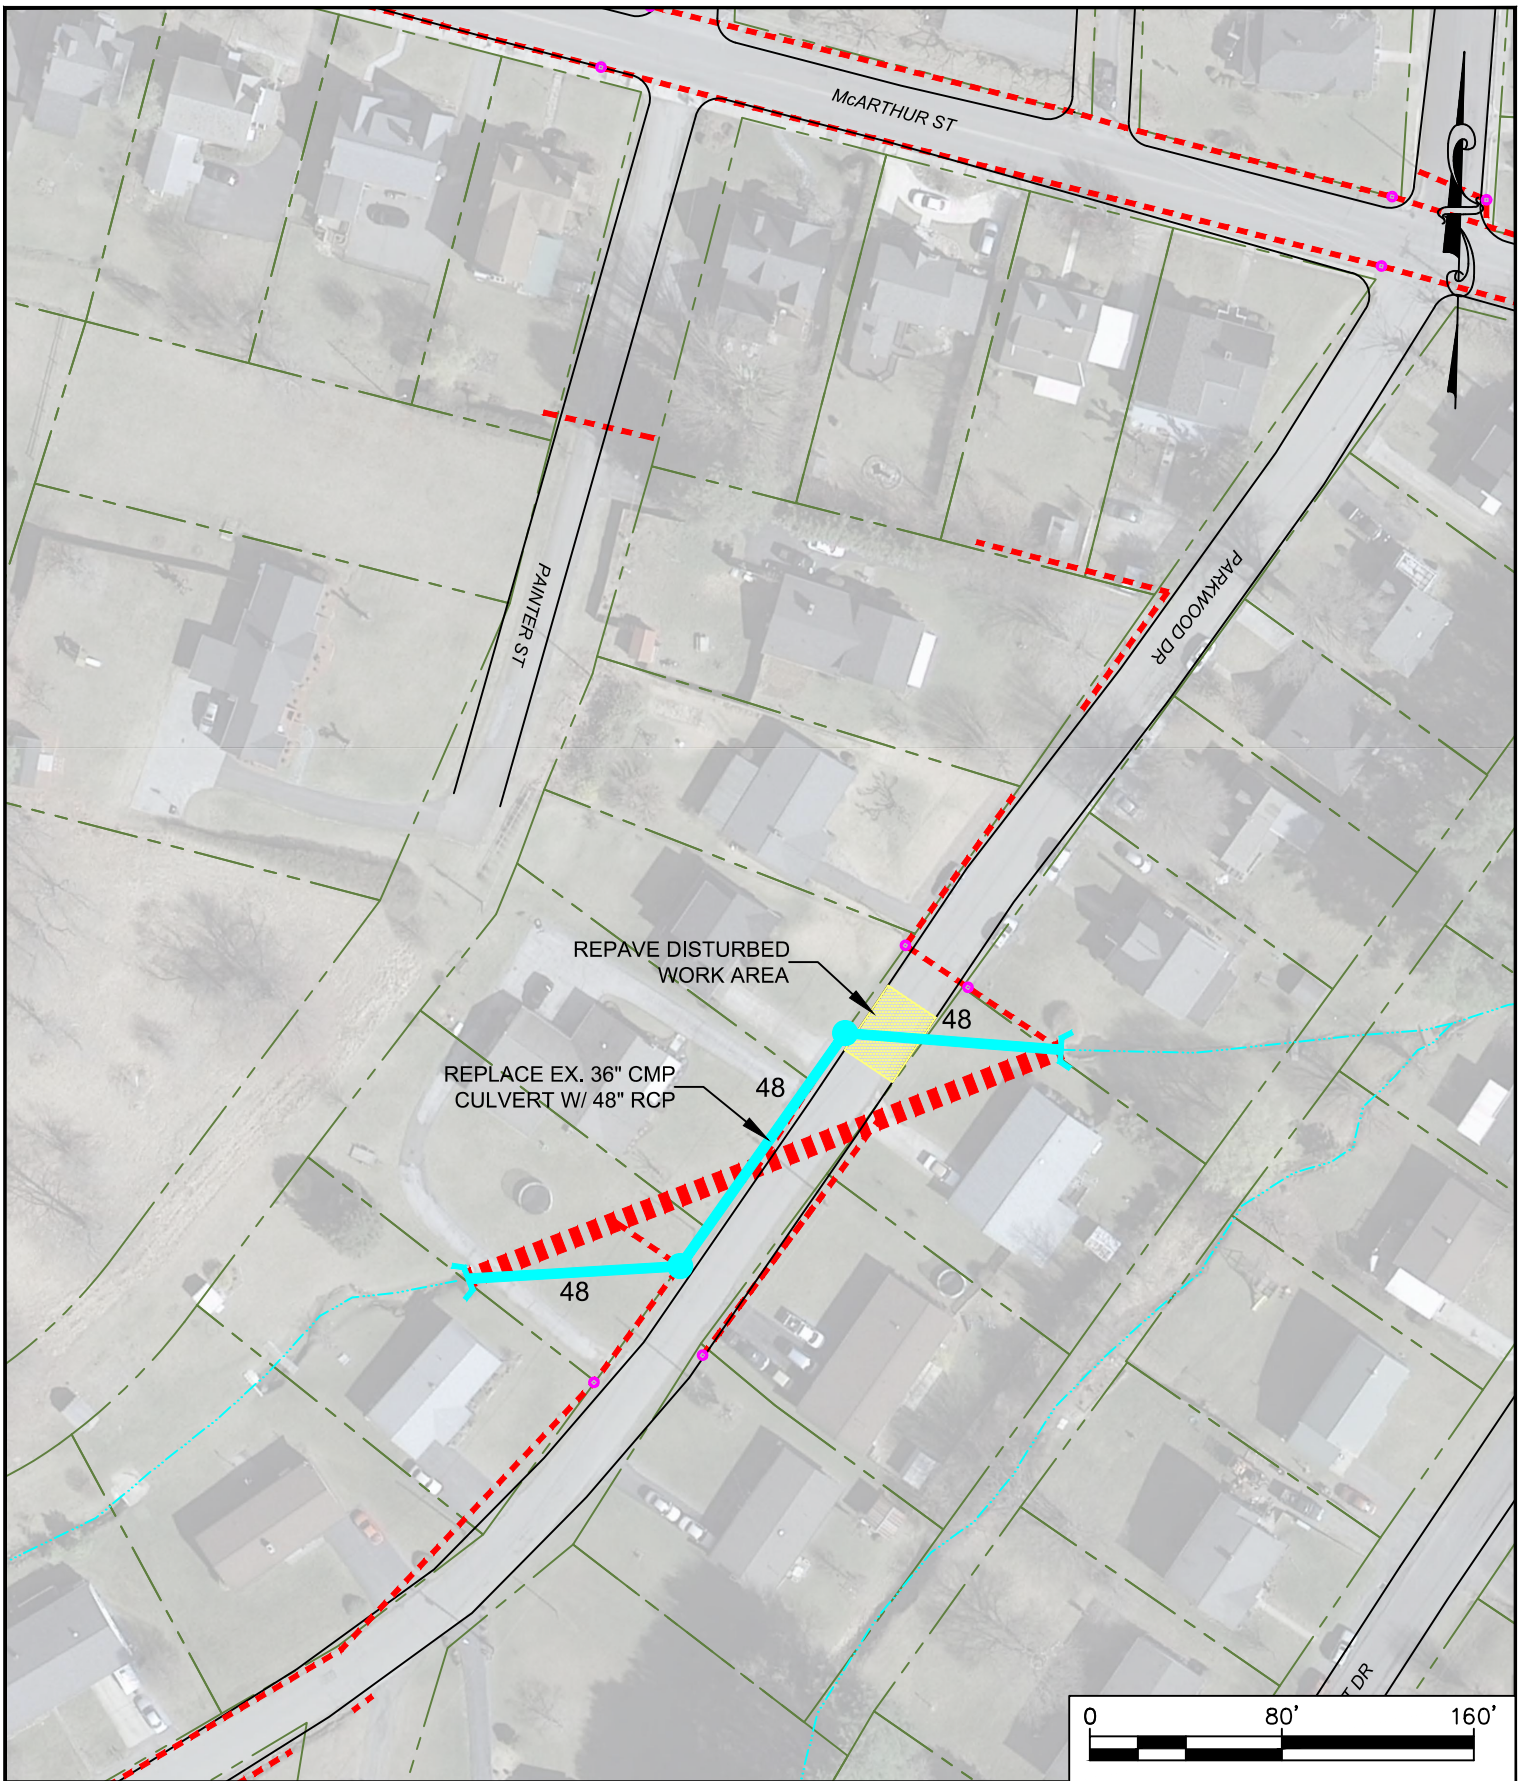 McARTHUR ST
PAINTER ST
PARKWOOD DR
REPAVE DISTURBED
WORK AREA
48
REPLACE EX. 36" CMP
CULVERT W/ 48" RCP
48
48
T DR
0 80' 160'